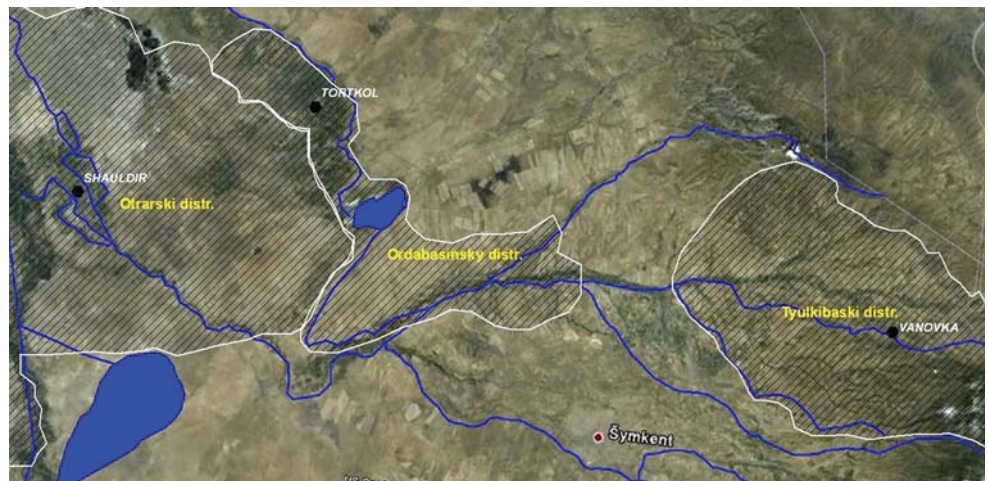 TORTKOL
SHAULDIR
Otrarski distr.
Ordabasinsky distr.
Tyulkibaski distr.
VANOVKA
Šymkent